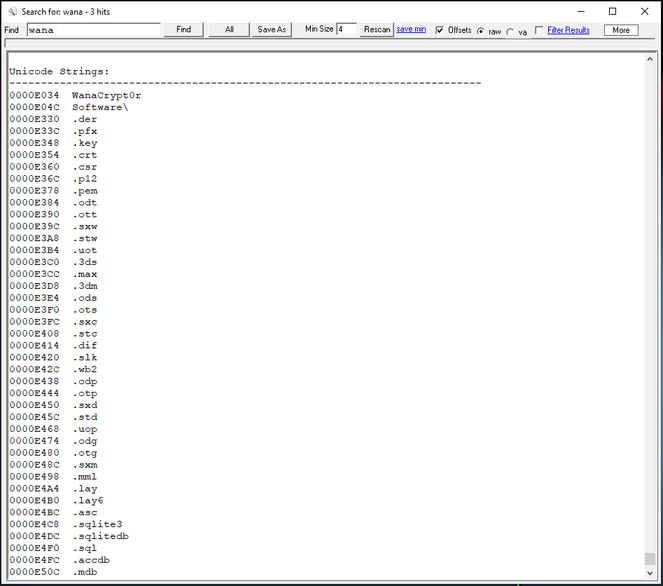 Search for: wana - 3 hits
Find wana Find All Save As Min Size 4 Rescan save min Offsets raw va Filter Results More
Unicode Strings:
---------------------------------------------------------------------------
0000E034 WanaCrypt0r
0000E04C Software\
0000E330 .der
0000E33C .pfx
0000E348 .key
0000E354 .crt
0000E360 .csr
0000E36C .p12
0000E378 .pem
0000E384 .odt
0000E390 .ott
0000E39C .sxw
0000E3A8 .stw
0000E3B4 .uot
0000E3C0 .3ds
0000E3CC .max
0000E3D8 .3dm
0000E3E4 .ods
0000E3F0 .ots
0000E3FC .sxc
0000E408 .stc
0000E414 .dif
0000E420 .slk
0000E42C .wb2
0000E438 .odp
0000E444 .otp
0000E450 .sxd
0000E45C .std
0000E468 .uop
0000E474 .odg
0000E480 .otg
0000E48C .sxm
0000E498 .mml
0000E4A4 .lay
0000E4B0 .lay6
0000E4BC .asc
0000E4C8 .sqlite3
0000E4DC .sqlitedb
0000E4F0 .sql
0000E4FC .accdb
0000E50C .mdb